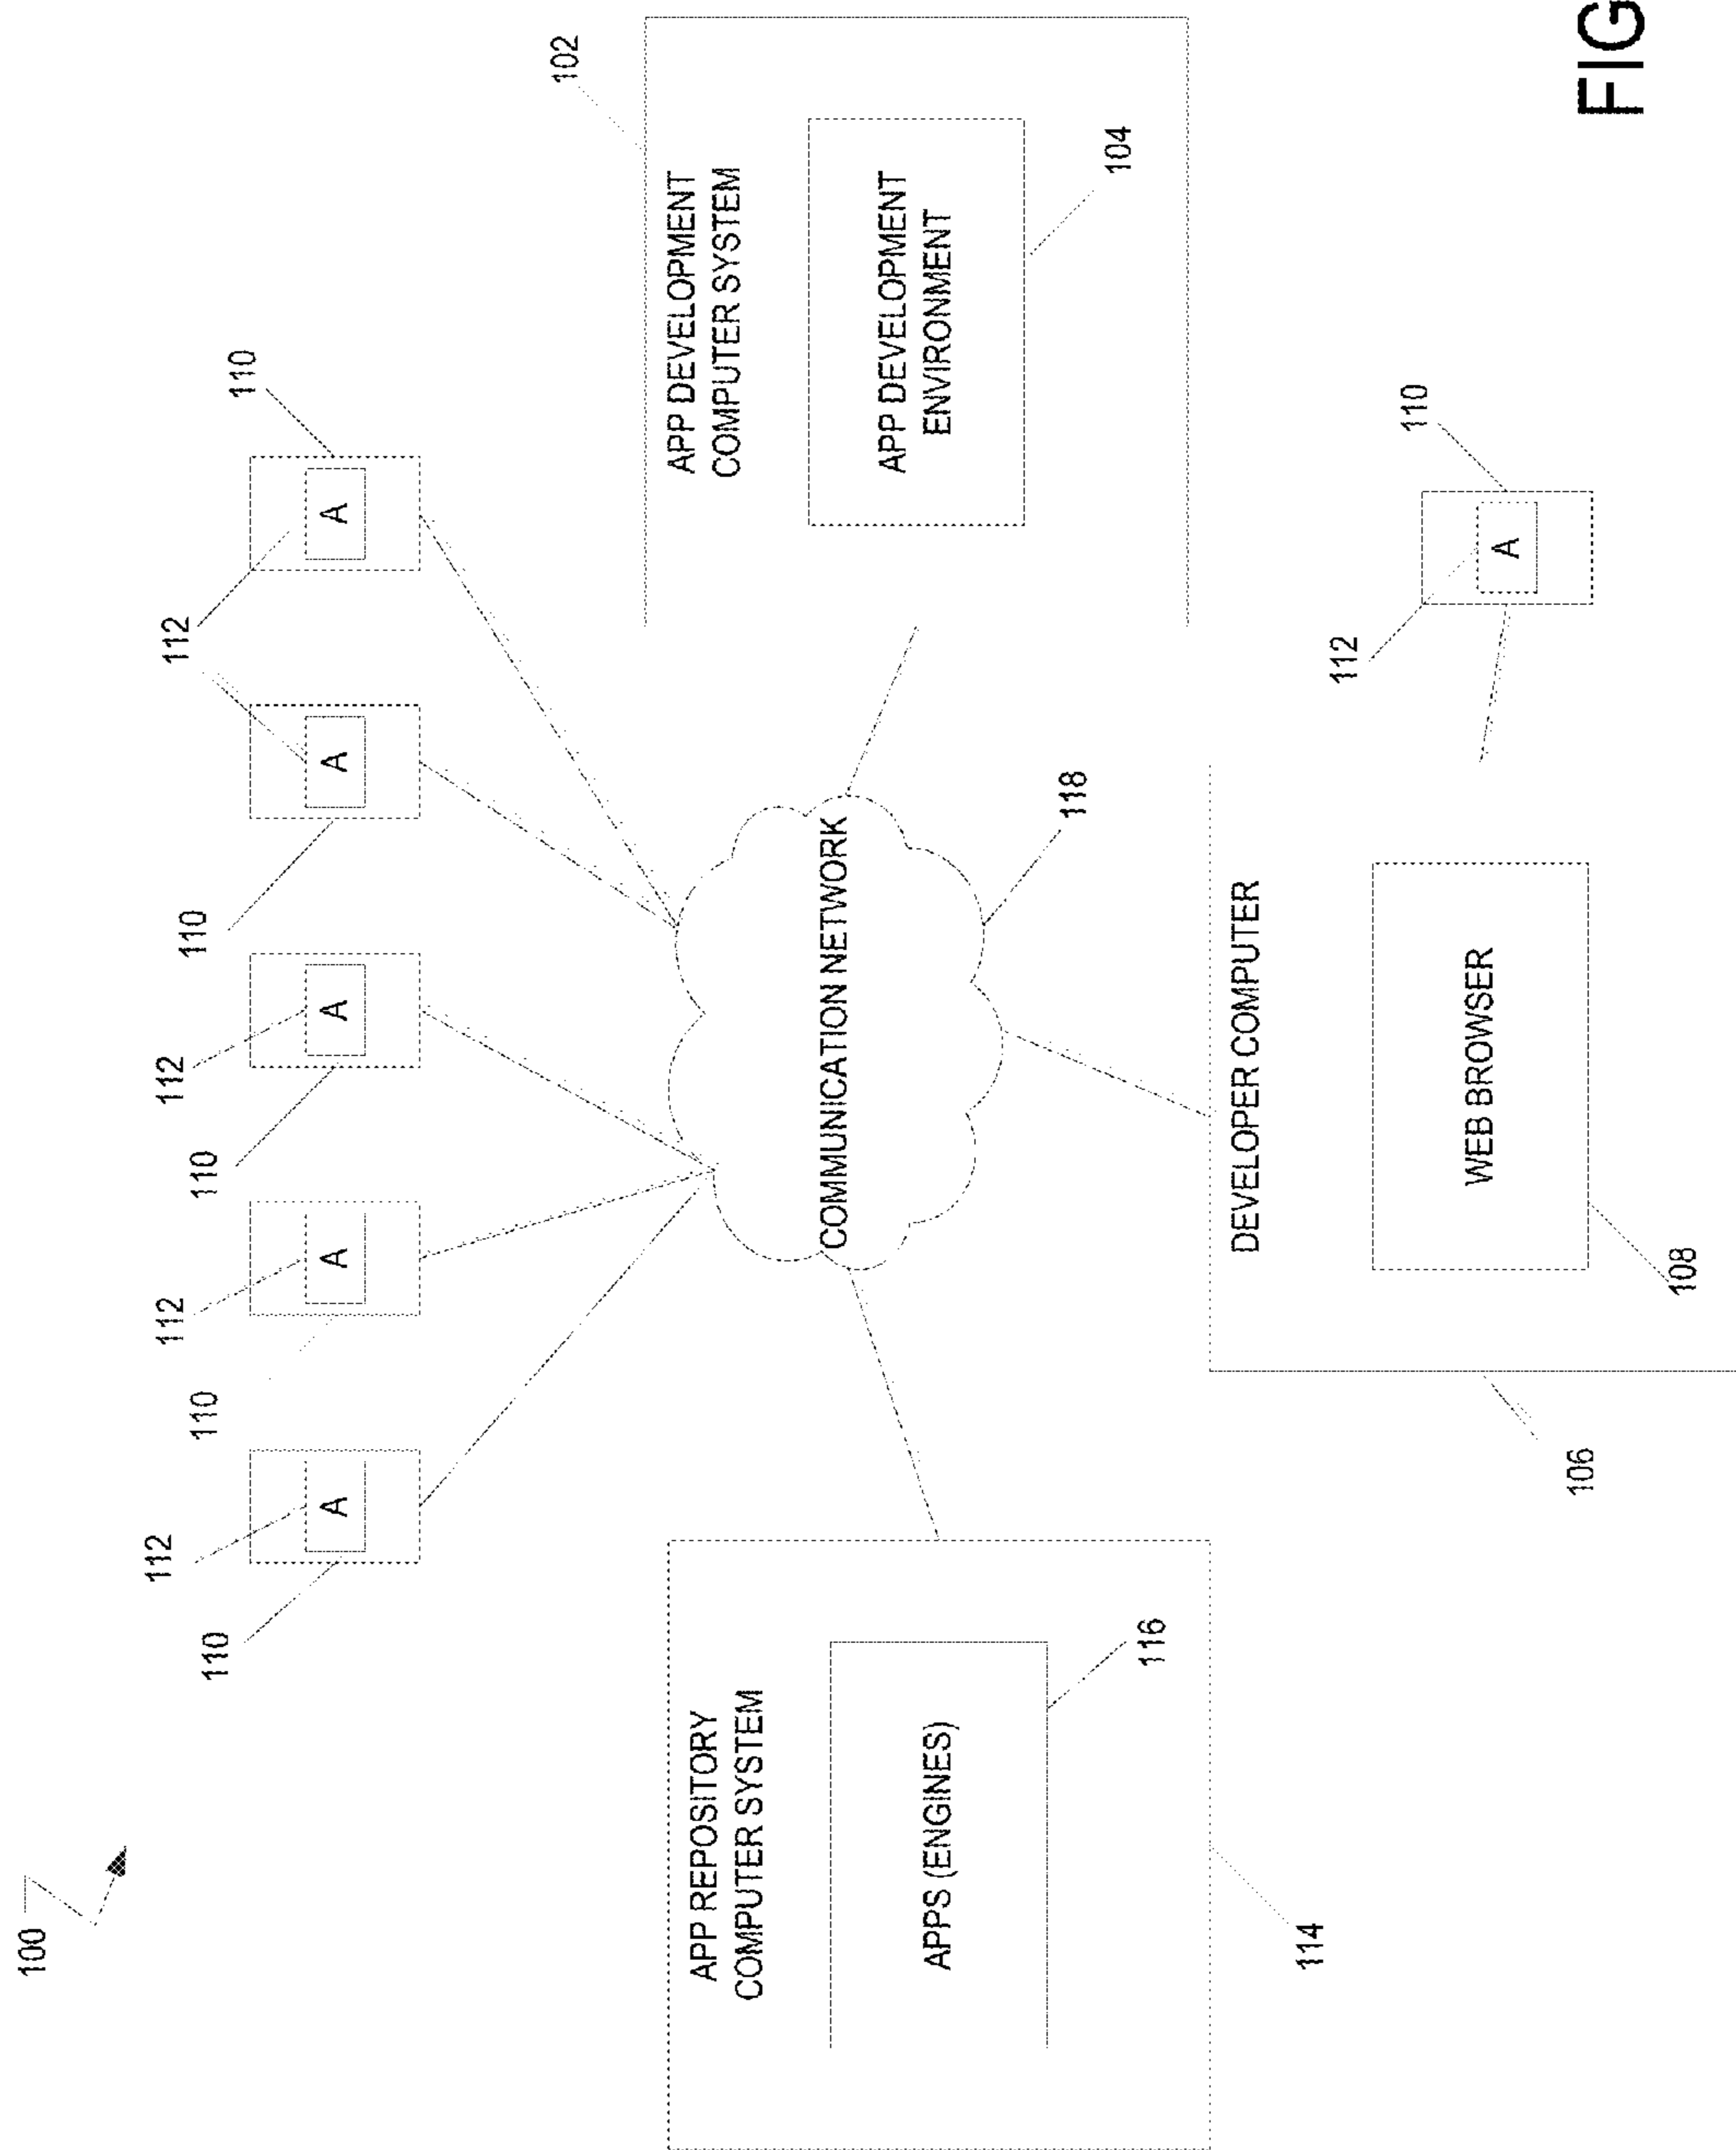 100
112
112
112
112
110
110
110
110
110
A
A
A
A
A
102
APP REPOSITORY
COMPUTER SYSTEM
APPS (ENGINES)
116
114
COMMUNICATION NETWORK
118
APP DEVELOPMENT
COMPUTER SYSTEM
APP DEVELOPMENT
ENVIRONMENT
104
DEVELOPER COMPUTER
WEB BROWSER
108
106
112
110
A
FIG